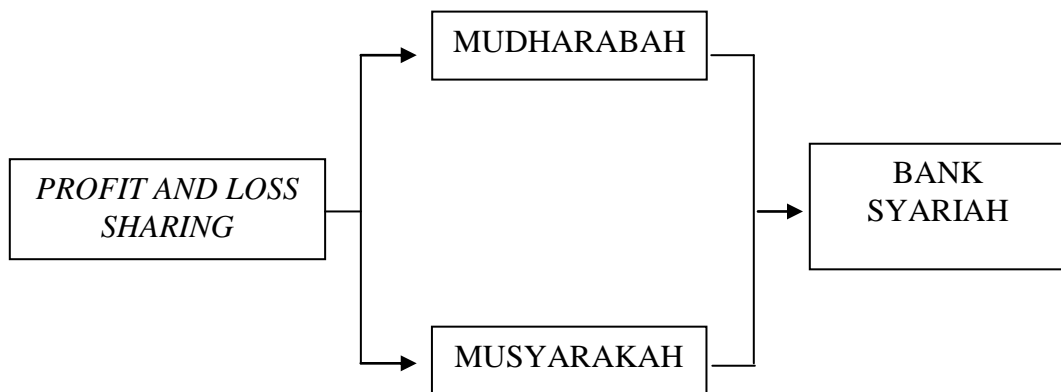 MUDHARABAH
PROFIT AND LOSS
SHARING
BANK
SYARIAH
MUSYARAKAH